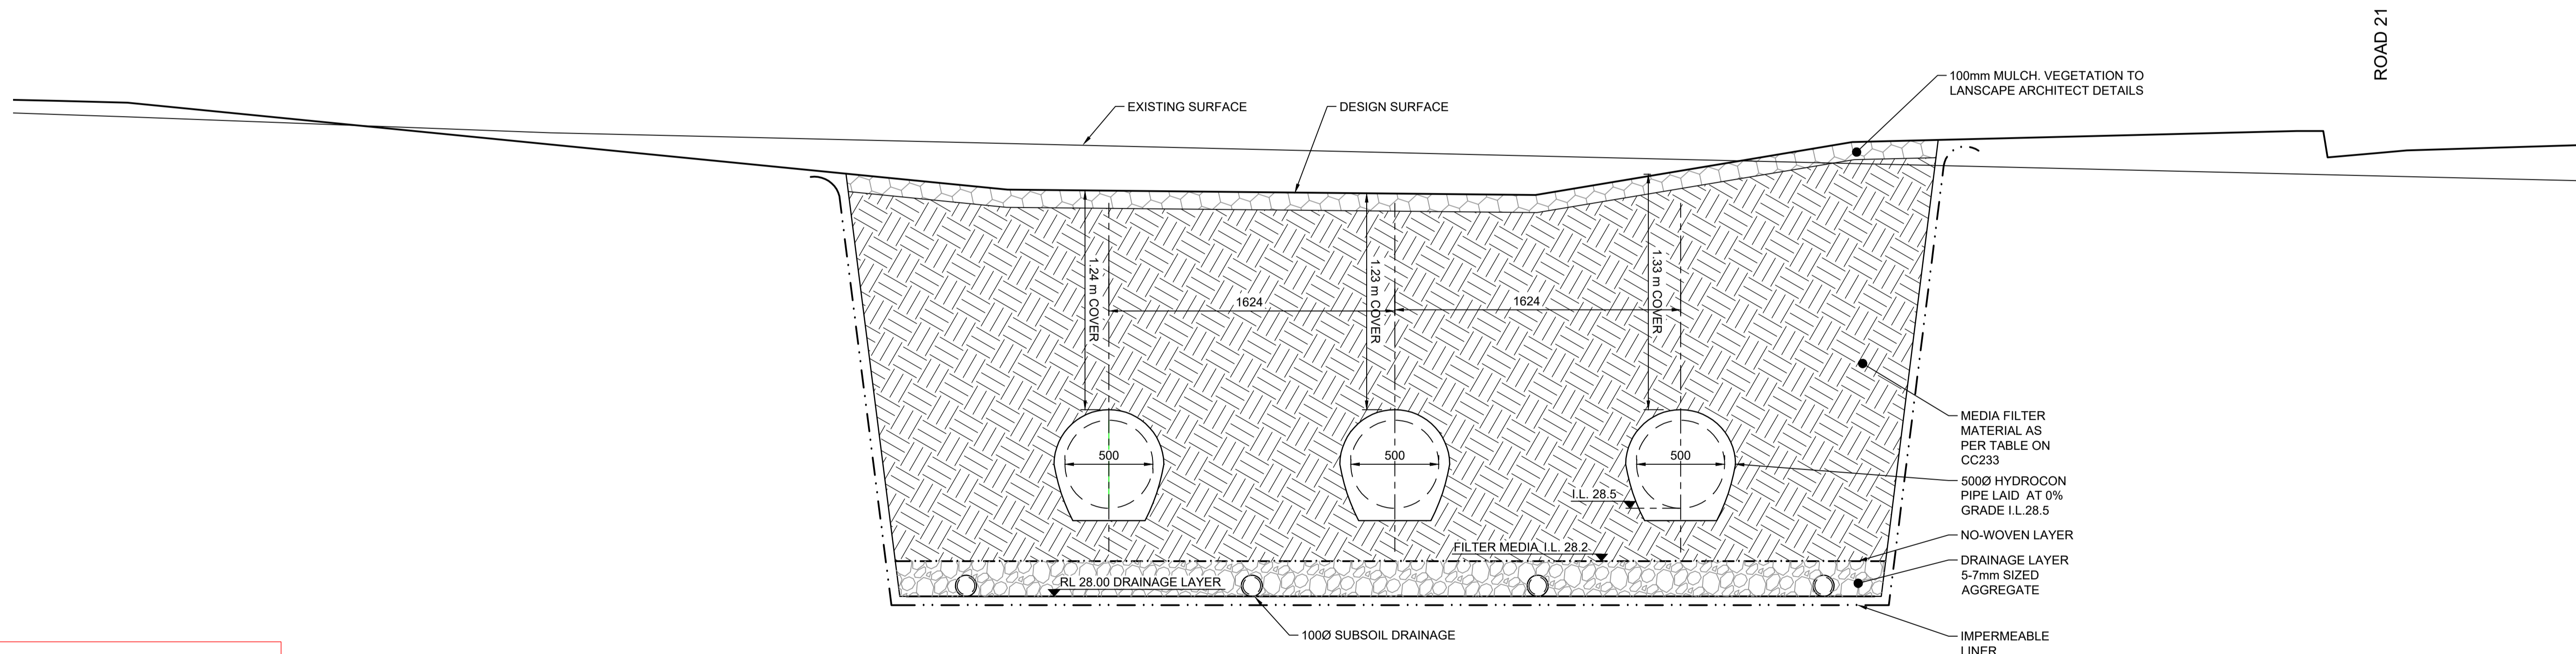 ROAD 21
100mm MULCH. VEGETATION TO
LANSCAPE ARCHITECT DETAILS
EXISTING SURFACE
DESIGN SURFACE
1.24 m COVER
1.23 m COVER
1.33 m COVER
1624
1624
MEDIA FILTER
MATERIAL AS
PER TABLE ON
CC233
500
500
500
500Ø HYDROCON
PIPE LAID AT 0%
GRADE I.L.28.5
I.L. 28.5
NO-WOVEN LAYER
FILTER MEDIA I.L. 28.2
DRAINAGE LAYER
5-7mm SIZED
AGGREGATE
RL 28.00 DRAINAGE LAYER
100Ø SUBSOIL DRAINAGE
IMPERMEABLE
LINER